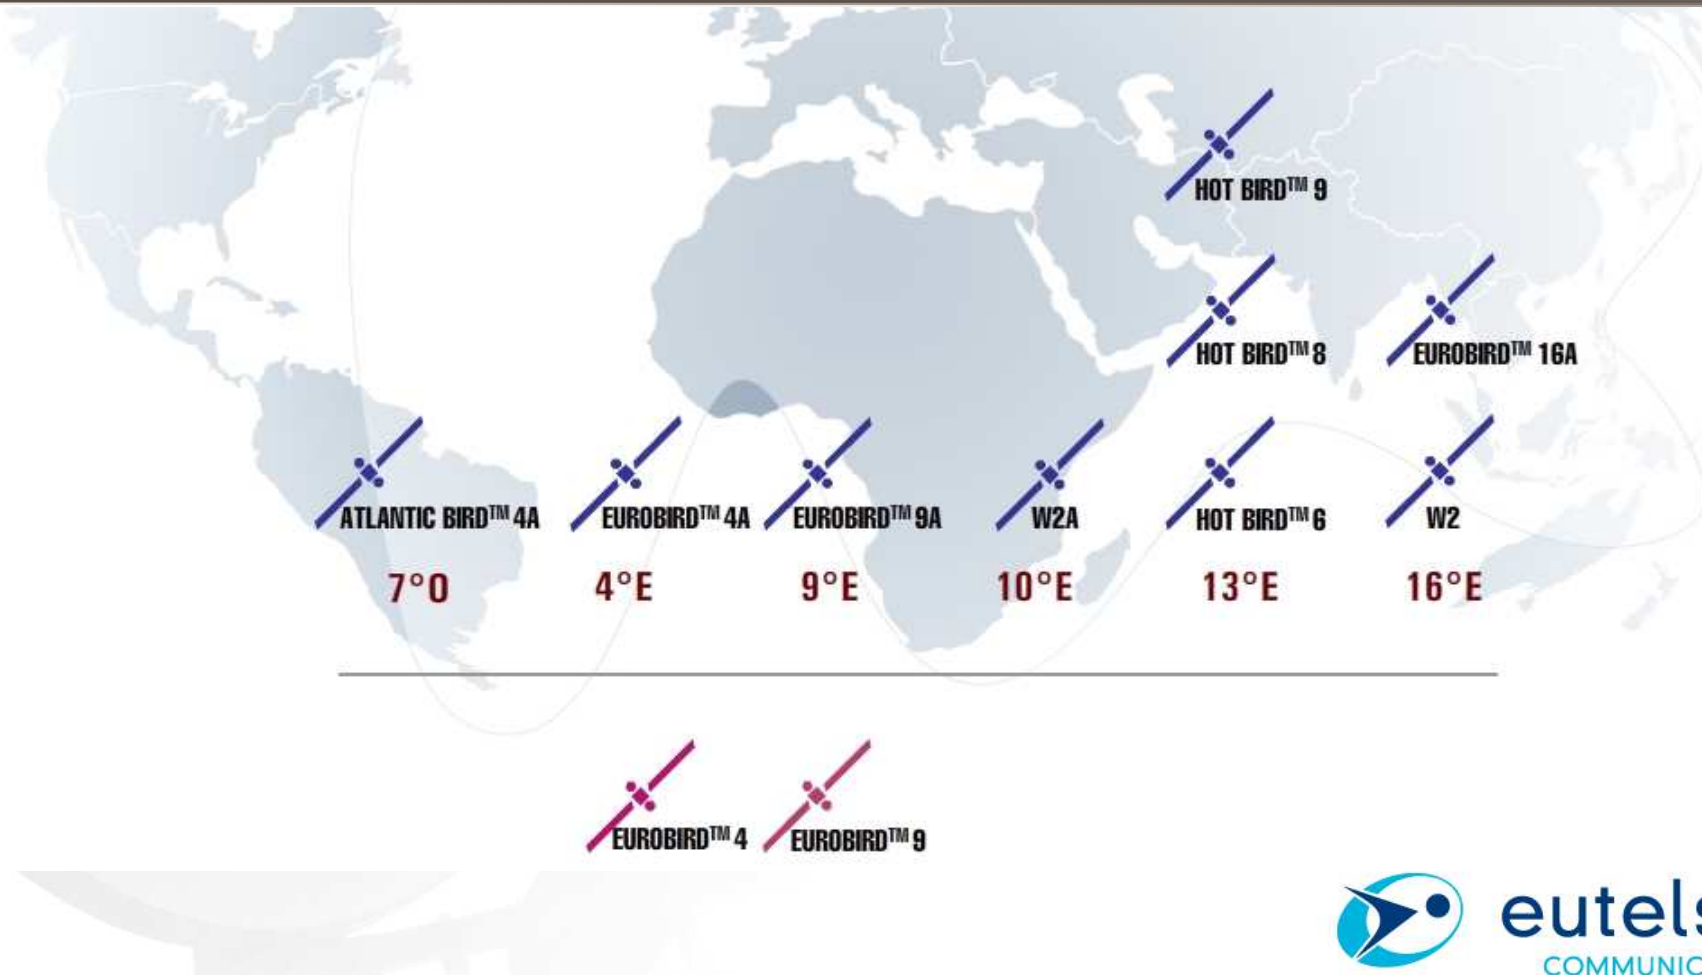 HOT BIRD™ 9
HOT BIRD™ 8
EUROBIRD™ 16A
ATLANTIC BIRD™ 4A
EUROBIRD™ 4A
EUROBIRD™ 9A
W2A
HOT BIRD™ 6
W2
7°O
4°E
9°E
10°E
13°E
16°E
EUROBIRD™ 4
EUROBIRD™ 9
eutels
COMMUNIC